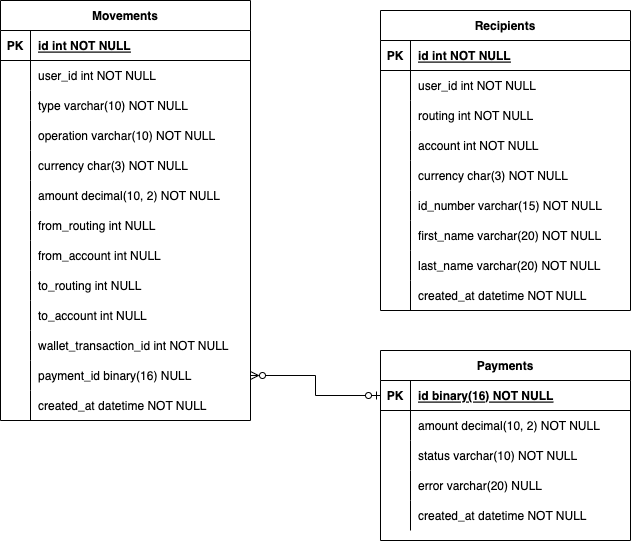 Movements
PK id int NOT NULL
user_id int NOT NULL
type varchar(10) NOT NULL
operation varchar(10) NOT NULL
currency char(3) NOT NULL
amount decimal(10, 2) NOT NULL
from_routing int NULL
from_account int NULL
to_routing int NULL
to_account int NULL
wallet_transaction_id int NOT NULL
payment_id binary(16) NULL
created_at datetime NOT NULL
Recipients
PK id int NOT NULL
user_id int NOT NULL
routing int NOT NULL
account int NOT NULL
currency char(3) NOT NULL
id_number varchar(15) NOT NULL
first_name varchar(20) NOT NULL
last_name varchar(20) NOT NULL
created_at datetime NOT NULL
Payments
PK id binary(16) NOT NULL
amount decimal(10, 2) NOT NULL
status varchar(10) NOT NULL
error varchar(20) NULL
created_at datetime NOT NULL